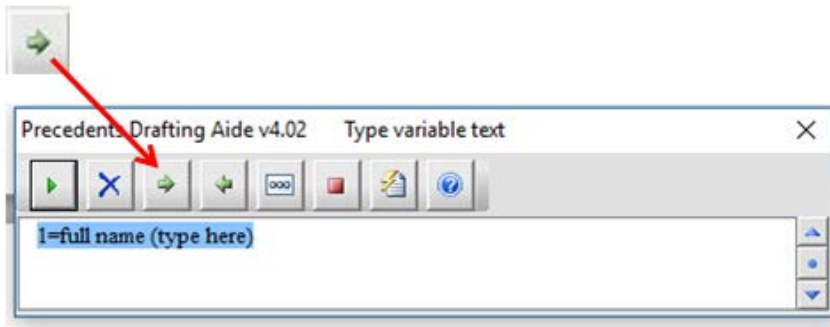 Precedents Drafting Aide v4.02 Type variable text
1=full name (type here)